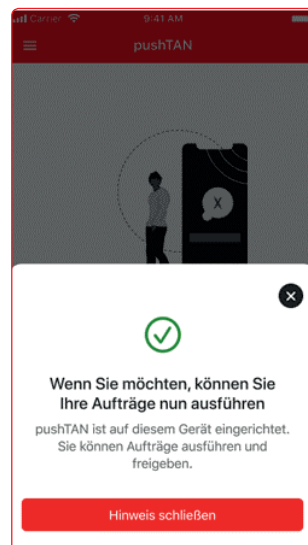 Carrier 9:41 AM
pushTAN
X
Wenn Sie möchten, können Sie
Ihre Aufträge nun ausführen
pushTAN ist auf diesem Gerät eingerichtet.
Sie können Aufträge ausführen und
freigeben.
Hinweis schließen